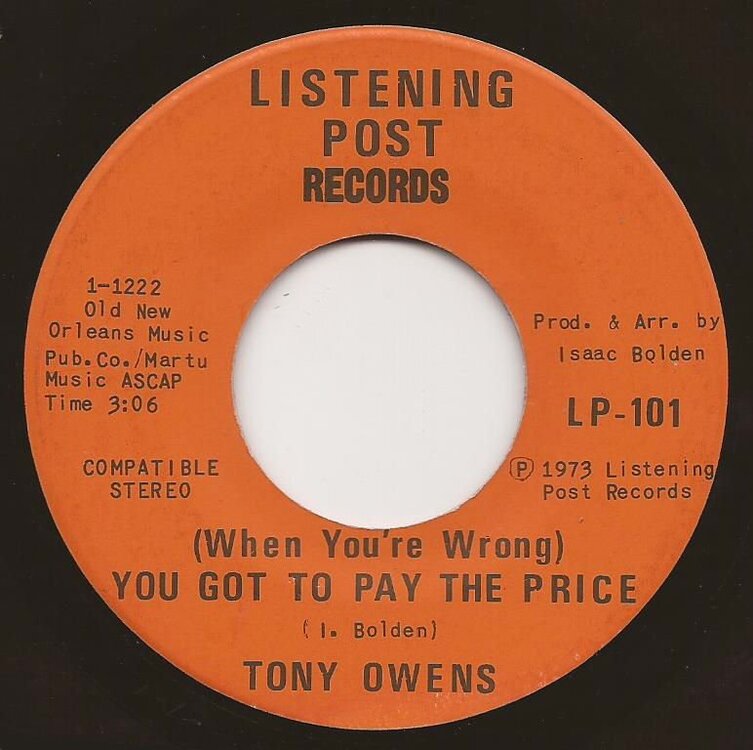 LISTENING
POST
RECORDS
1-1222
Old New
Orleans Music
Pub.Co./Martu
Music ASCAP
Time 3:06
COMPATIBLE
STEREO
Prod. & Arr. by
Isaac Bolden
LP-101
Ⓟ 1973 Listening
Post Records
(When You're Wrong)
YOU GOT TO PAY THE PRICE
(I. Bolden)
TONY OWENS